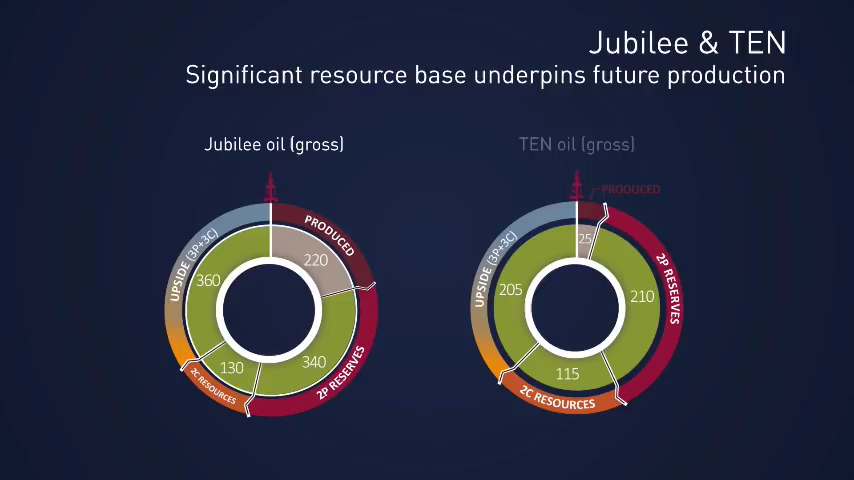 Jubilee & TEN
Significant resource base underpins future production
Jubilee oil (gross)
PRODUCED
220
2P RESERVES
340
2C RESOURCES
130
UPSIDE (3P+3C)
360
TEN oil (gross)
PRODUCED
25
2P RESERVES
210
2C RESOURCES
115
UPSIDE (3P+3C)
205